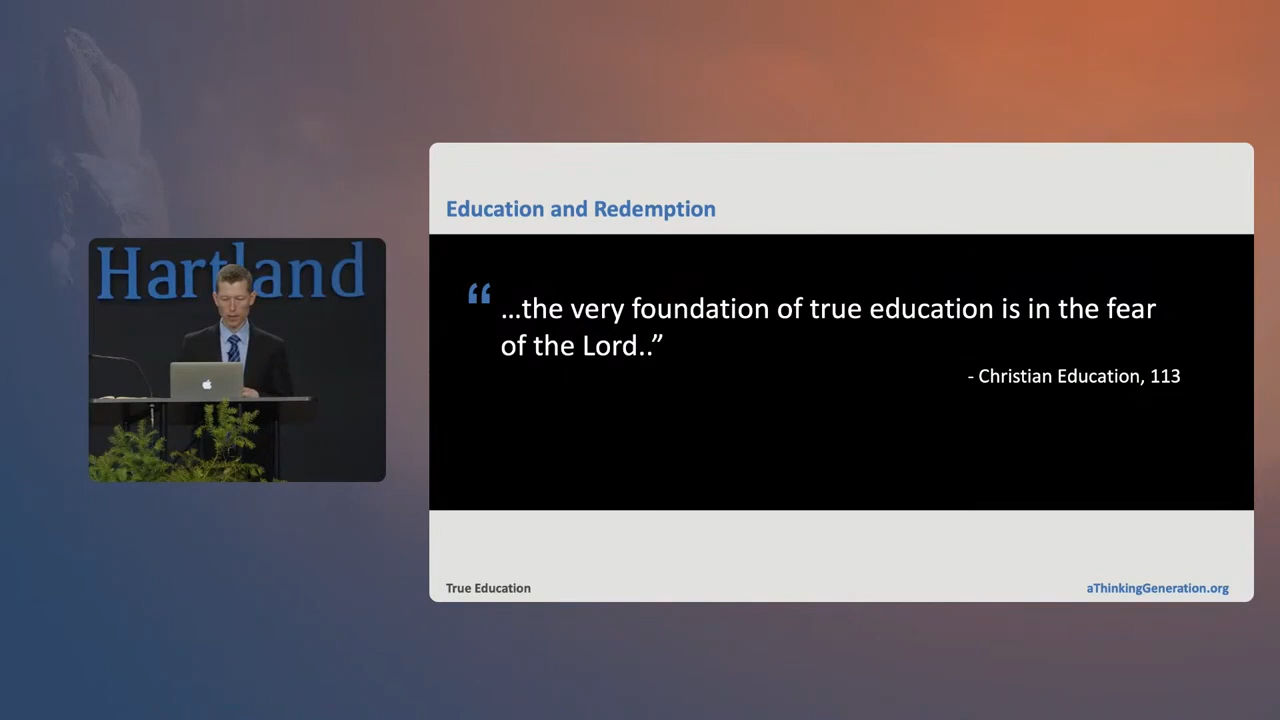 Hartland
Education and Redemption
“ …the very foundation of true education is in the fear
of the Lord..”
- Christian Education, 113
True Education
aThinkingGeneration.org